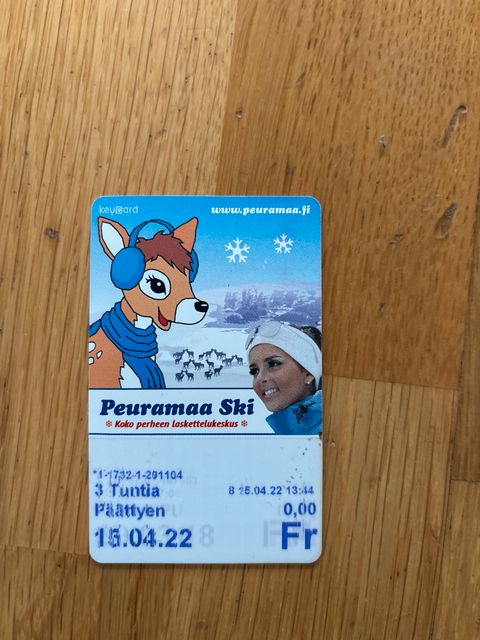 keycard
www.peuramaa.fi
Peuramaa Ski
Koko perheen laskettelukeskus
*1-1732-1-291104
3 Tuntia 8 15.04.22 13:44
Päättyen 0,00
15.04.22 Fr